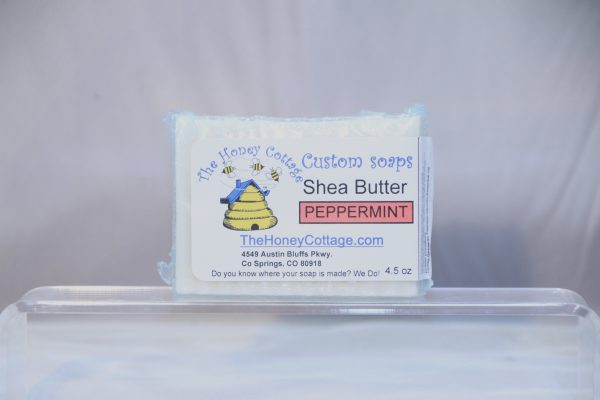 The Honey Cottage
Custom soaps
Shea Butter
PEPPERMINT
TheHoneyCottage.com
4549 Austin Bluffs Pkwy.
Co Springs, CO 80918
Do you know where your soap is made? We Do! 4.5 oz